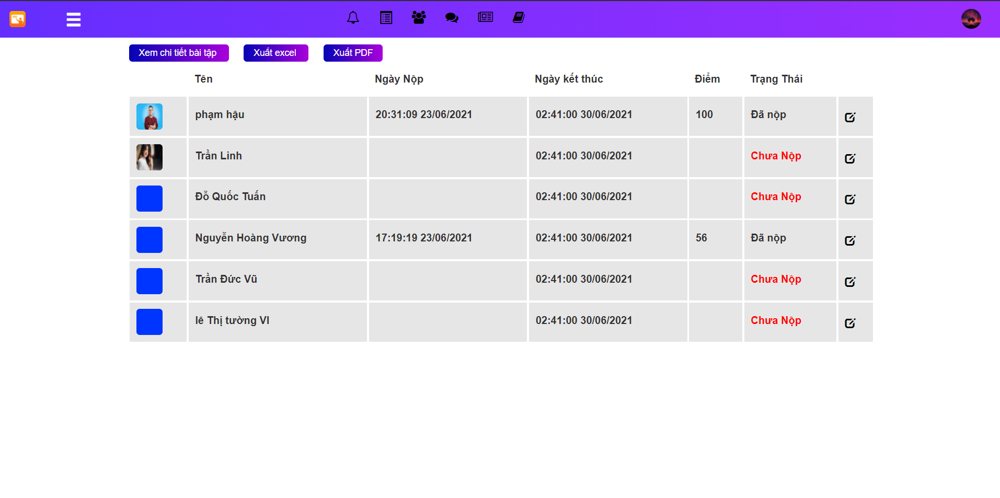 Xem chi tiết bài tập Xuất excel Xuất PDF
Tên Ngày Nộp Ngày kết thúc Điểm Trạng Thái
phạm hậu 20:31:09 23/06/2021 02:41:00 30/06/2021 100 Đã nộp
Trần Linh 02:41:00 30/06/2021 Chưa Nộp
Đỗ Quốc Tuấn 02:41:00 30/06/2021 Chưa Nộp
Nguyễn Hoàng Vương 17:19:19 23/06/2021 02:41:00 30/06/2021 56 Đã nộp
Trần Đức Vũ 02:41:00 30/06/2021 Chưa Nộp
lê Thị tường VI 02:41:00 30/06/2021 Chưa Nộp